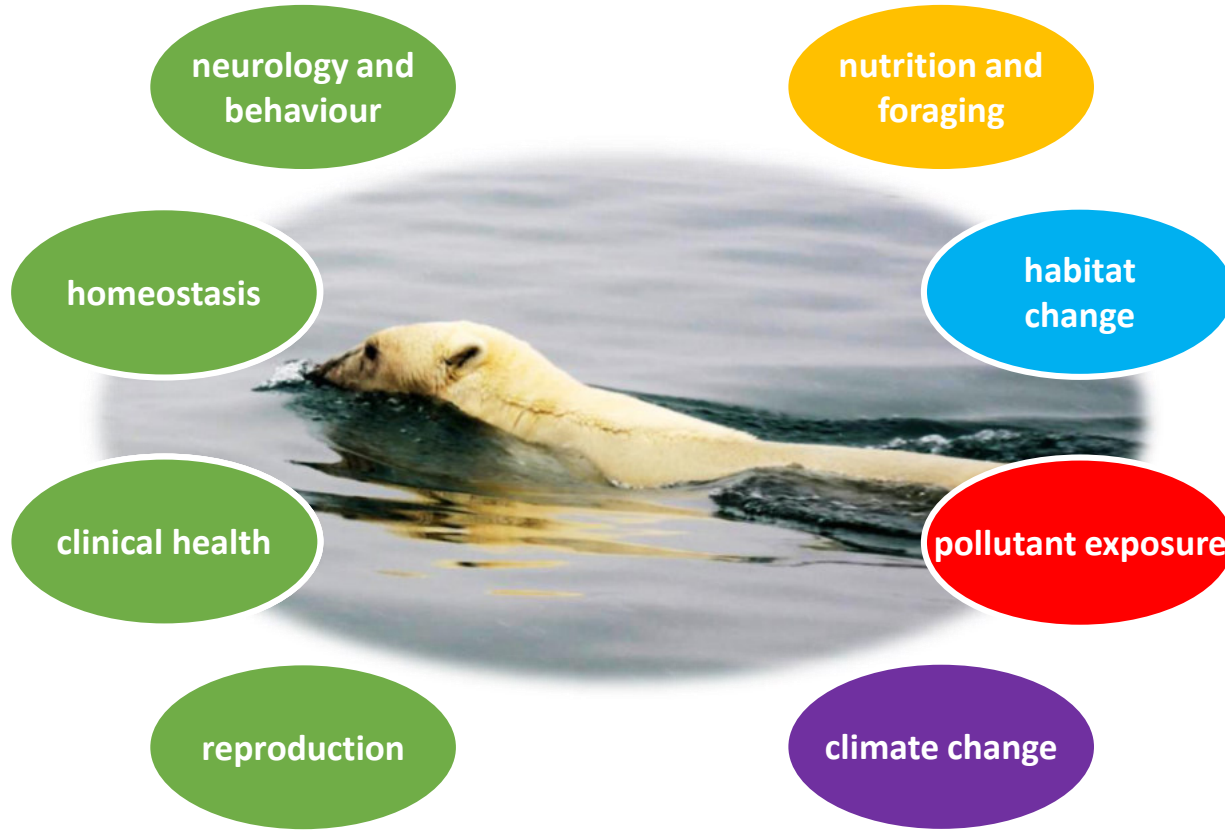 neurology and
behaviour
nutrition and
foraging
homeostasis
habitat
change
clinical health
pollutant exposure
reproduction
climate change